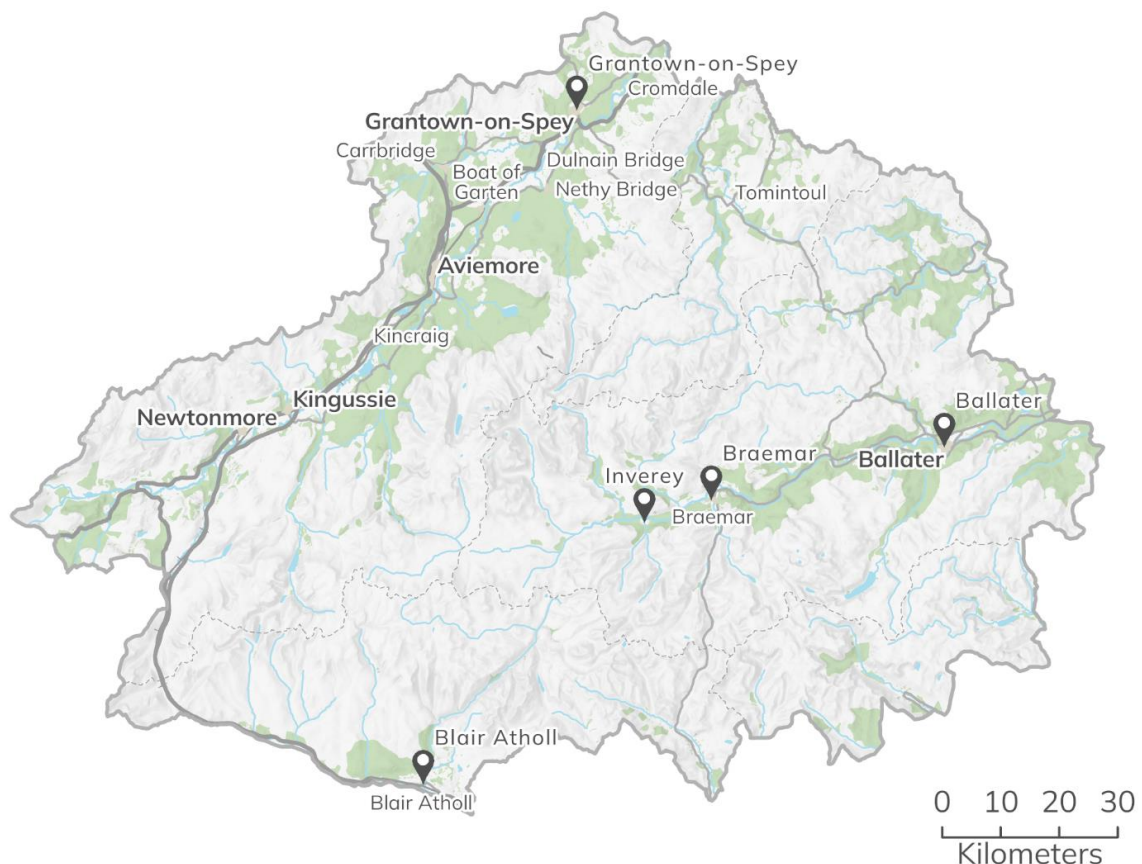 Grantown-on-Spey
Cromdale
Grantown-on-Spey
Carrbridge
Boat of
Garten
Dulnain Bridge
Nethy Bridge
Tomintoul
Aviemore
Kincraig
Kingussie
Newtonmore
Ballater
Braemar
Ballater
Inverey
Braemar
Blair Atholl
Blair Atholl
0 10 20 30
Kilometers